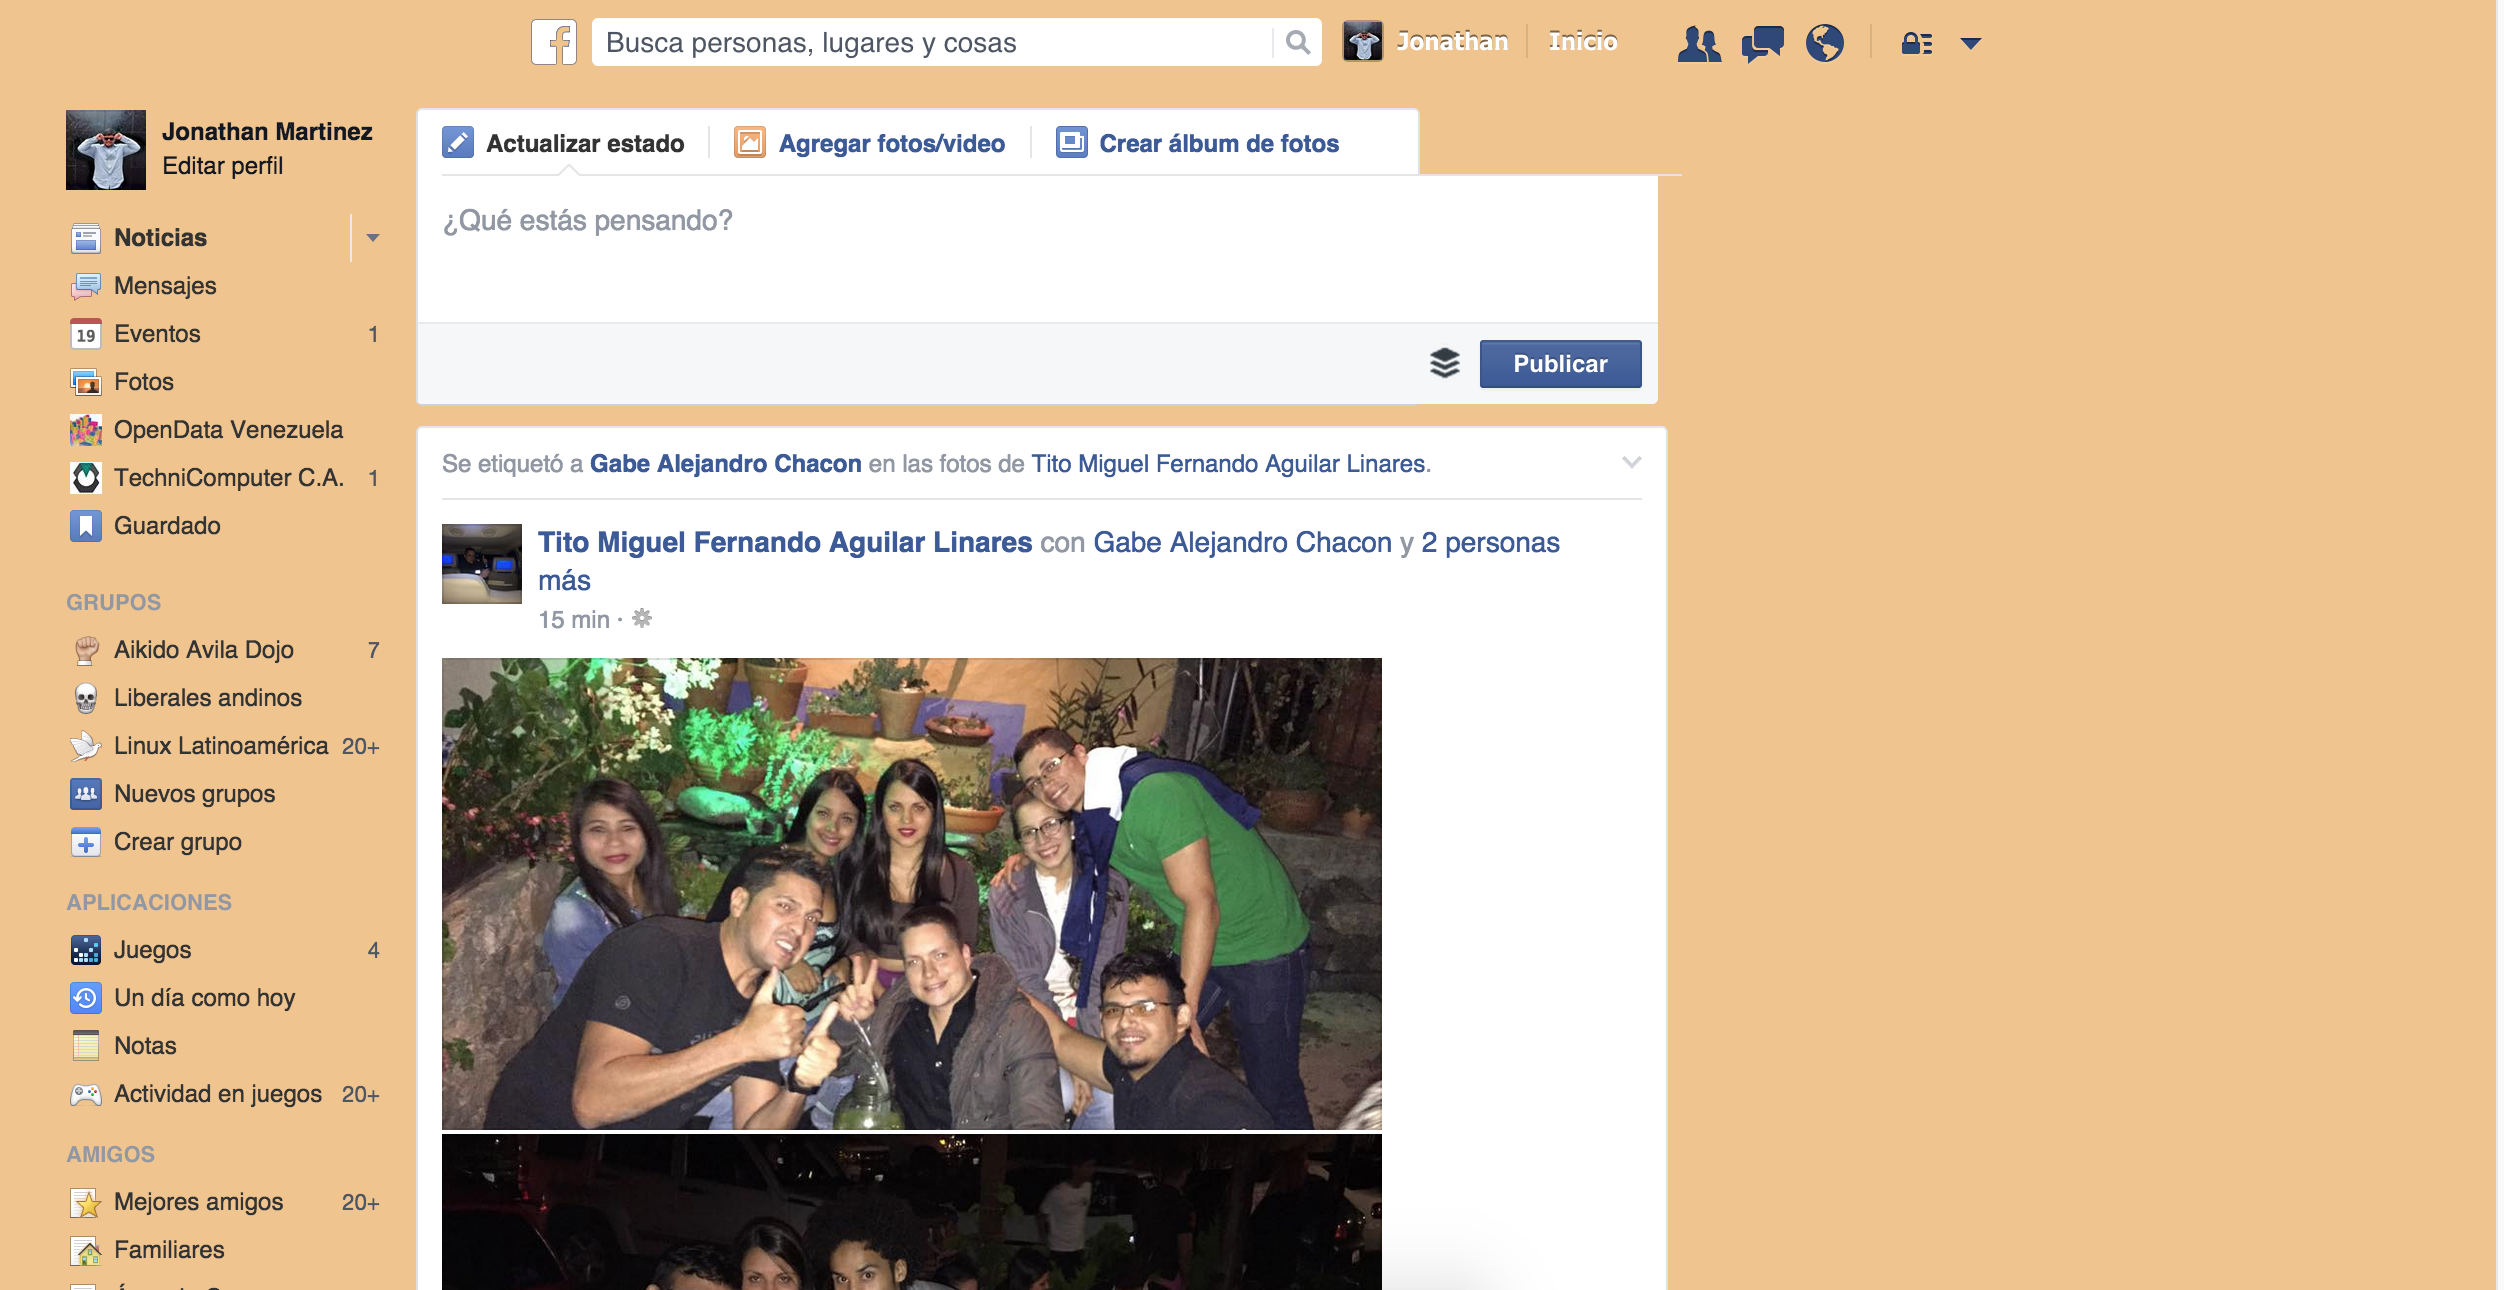 Busca personas, lugares y cosas
Jonathan
Inicio
Jonathan Martinez
Editar perfil
Noticias
Mensajes
19
Eventos 1
Fotos
OpenData Venezuela
TechniComputer C.A. 1
Guardado
GRUPOS
Aikido Avila Dojo 7
Liberales andinos
Linux Latinoamérica 20+
Nuevos grupos
Crear grupo
APLICACIONES
Juegos 4
Un día como hoy
Notas
Actividad en juegos 20+
AMIGOS
Mejores amigos 20+
Familiares
Actualizar estado
Agregar fotos/video
Crear álbum de fotos
¿Qué estás pensando?
Publicar
Se etiquetó a Gabe Alejandro Chacon en las fotos de Tito Miguel Fernando Aguilar Linares.
Tito Miguel Fernando Aguilar Linares con Gabe Alejandro Chacon y 2 personas
más
15 min ·